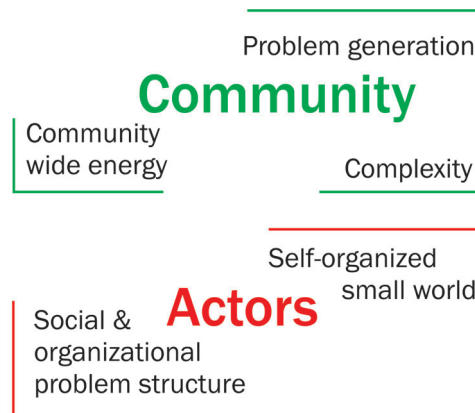 Problem generation
Community
Community
wide energy
Complexity
Self-organized
small world
Actors
Social &
organizational
problem structure